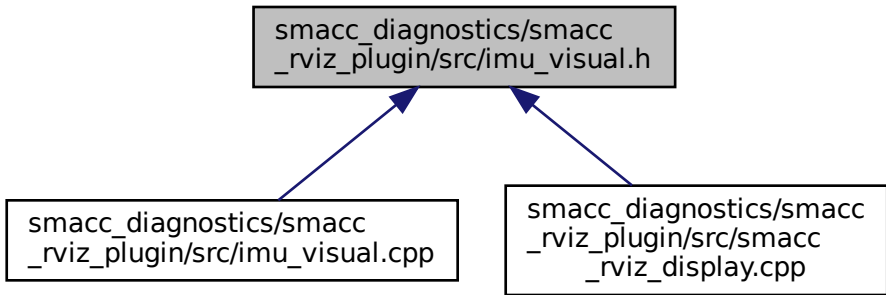 smacc_diagnostics/smacc
_rviz_plugin/src/imu_visual.h
smacc_diagnostics/smacc
_rviz_plugin/src/imu_visual.cpp
smacc_diagnostics/smacc
_rviz_plugin/src/smacc
_rviz_display.cpp